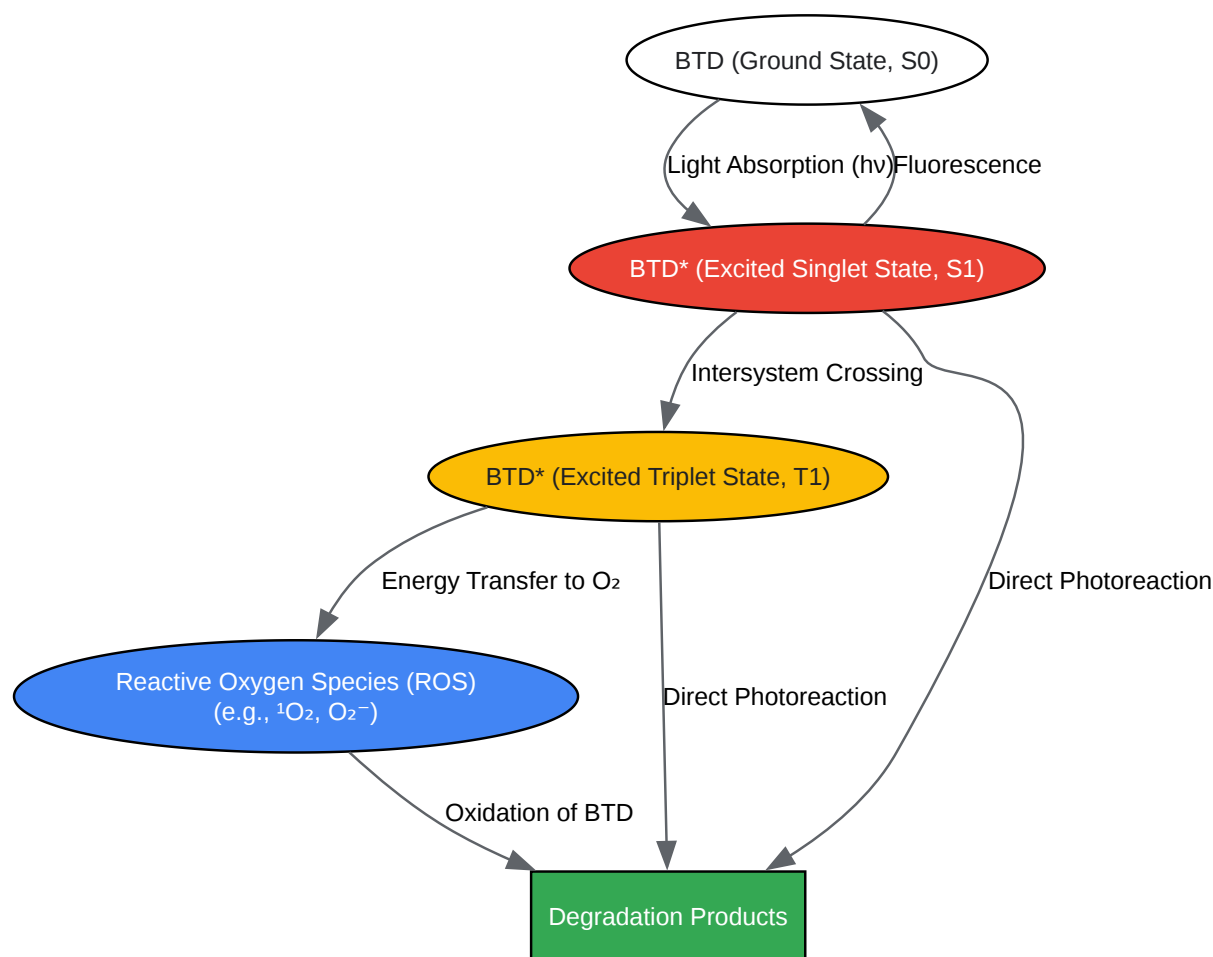 BTD (Ground State, S0)
Light Absorption (hν)
Fluorescence
BTD* (Excited Singlet State, S1)
Intersystem Crossing
BTD* (Excited Triplet State, T1)
Energy Transfer to O₂
Direct Photoreaction
Reactive Oxygen Species (ROS)
(e.g., ¹O₂, O₂⁻)
Direct Photoreaction
Oxidation of BTD
Degradation Products